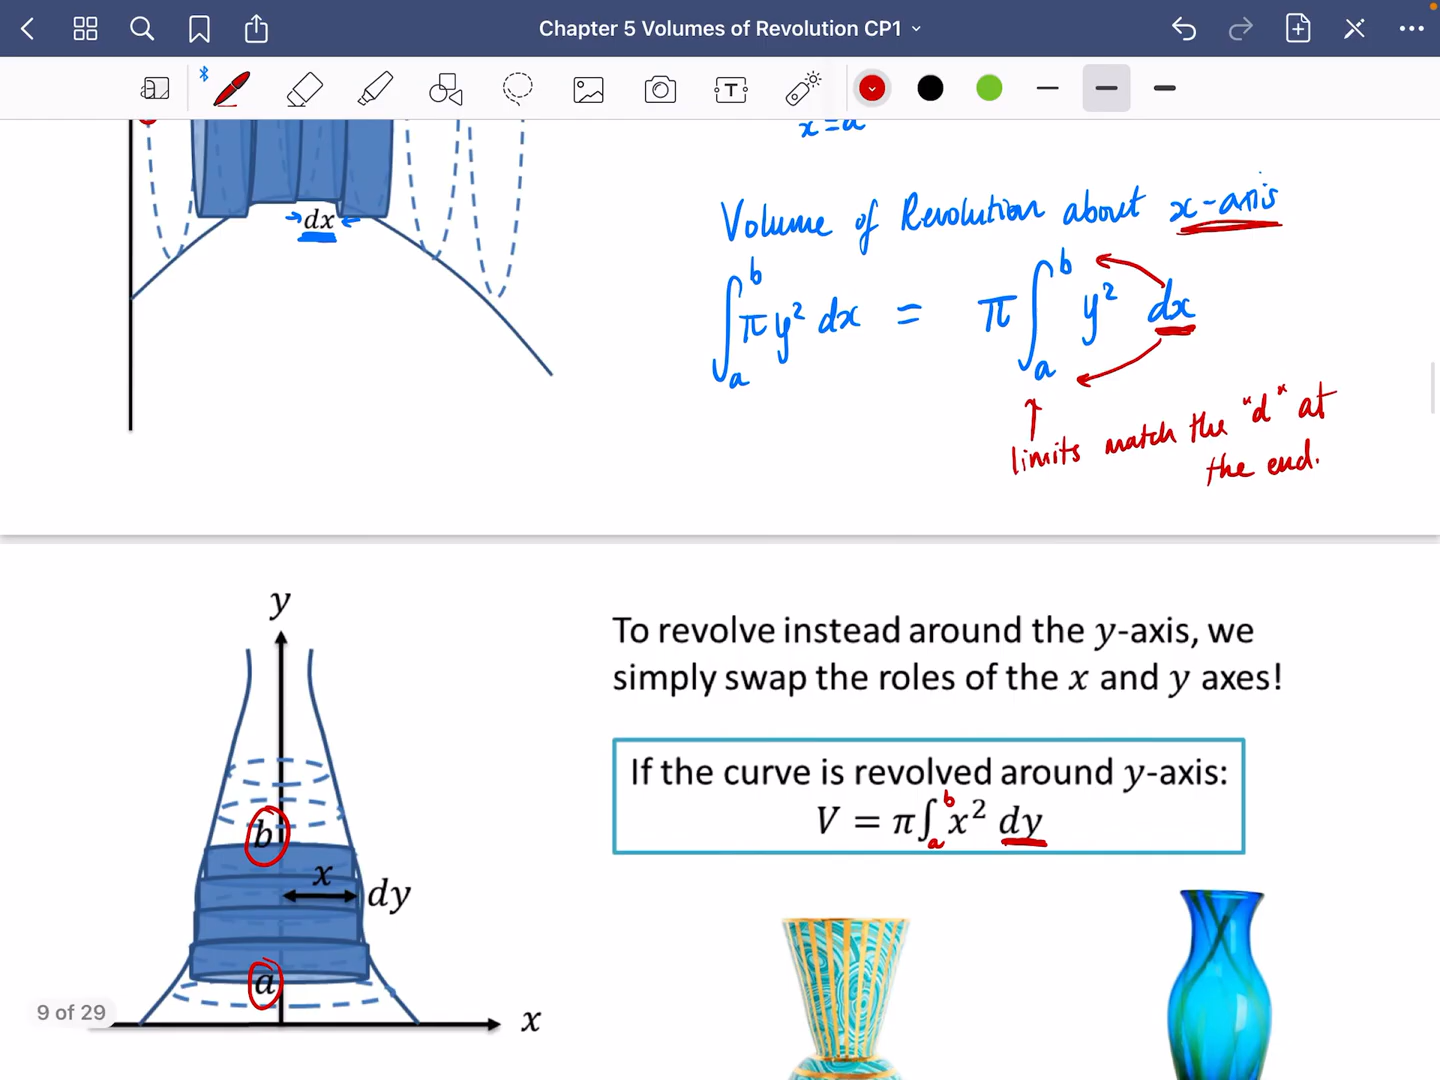 Chapter 5 Volumes of Revolution CP1
x = a
dx
Volume of Revolution about x-axis
∫ₐᵇ πy² dx = π ∫ₐᵇ y² dx
limits match the "d" at
the end.
y
To revolve instead around the y-axis, we
simply swap the roles of the x and y axes!
If the curve is revolved around y-axis:
V = π∫ₐᵇ x² dy
b
x
dy
a
9 of 29
x